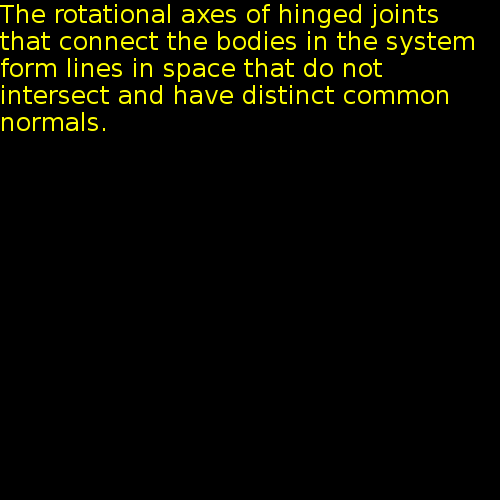 The rotational axes of hinged joints
that connect the bodies in the system
form lines in space that do not
intersect and have distinct common
normals.